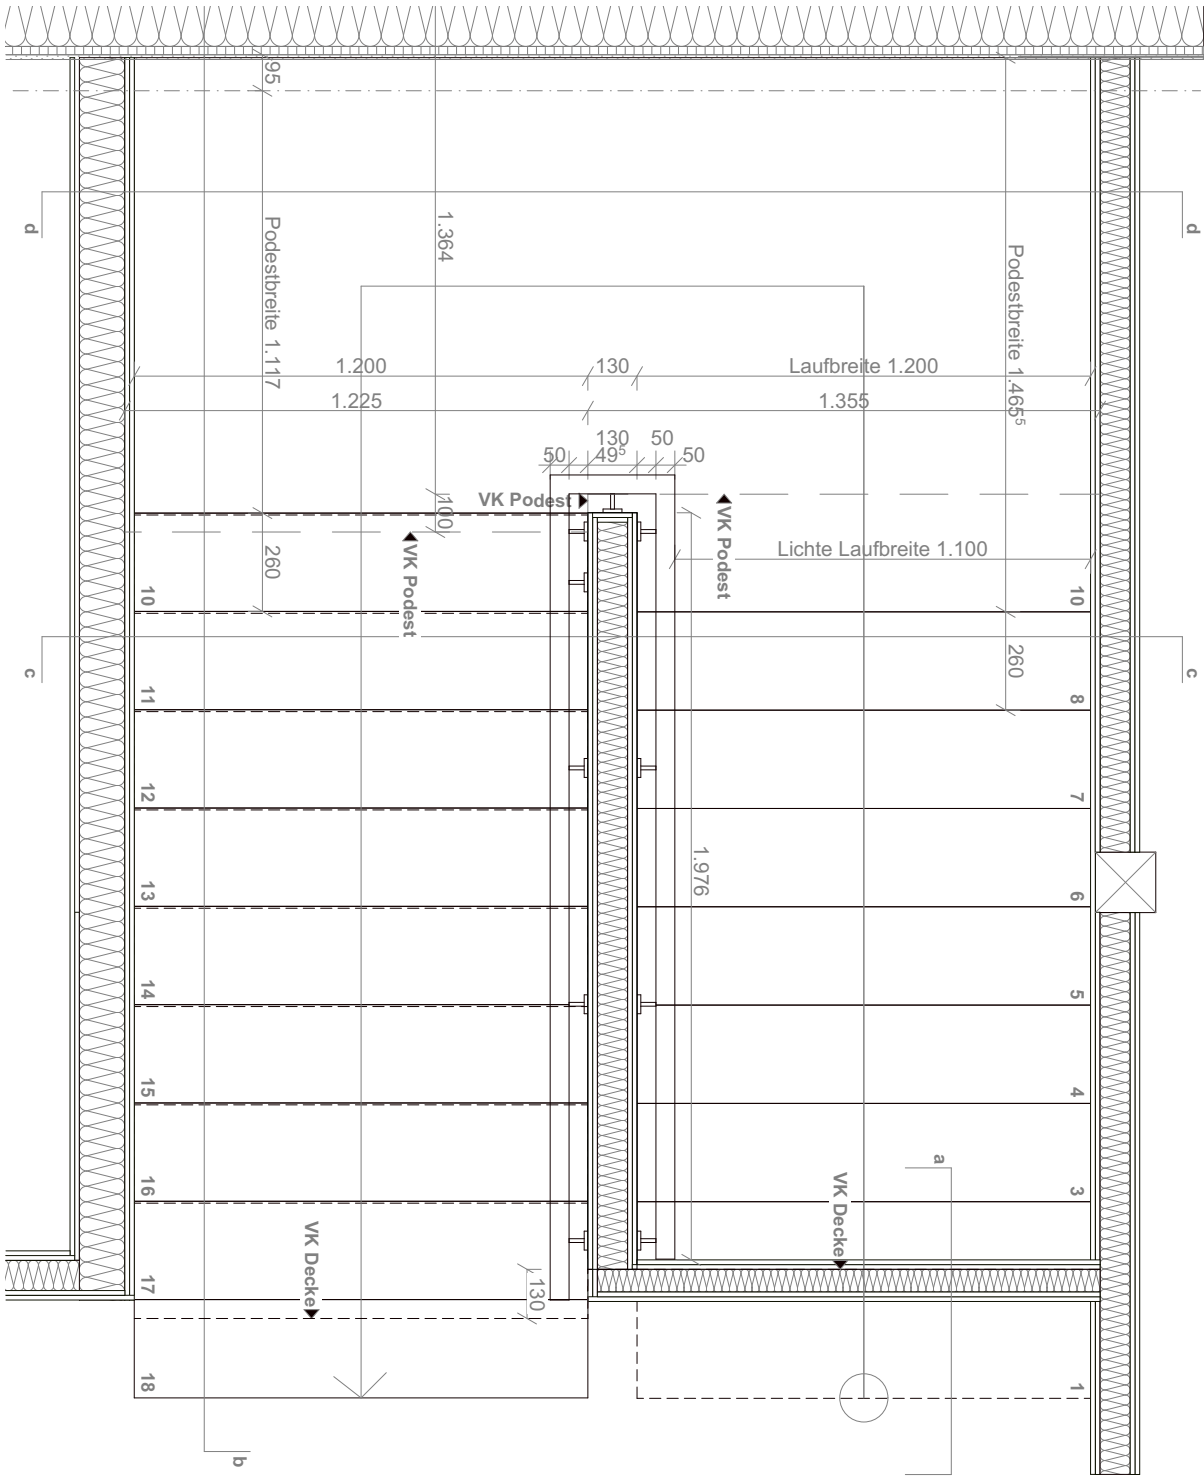 95
d
d
1.364
Podestbreite 1.117
Podestbreite 1.465⁵
1.200
130
Laufbreite 1.200
1.225
1.355
130
50
50
49⁵
50
VK Podest
100
VK Podest
VK Podest
Lichte Laufbreite 1.100
260
10
10
260
c
c
11
8
12
7
1.976
13
6
14
5
15
4
a
16
3
VK Decke
VK Decke
17
130
18
1
b